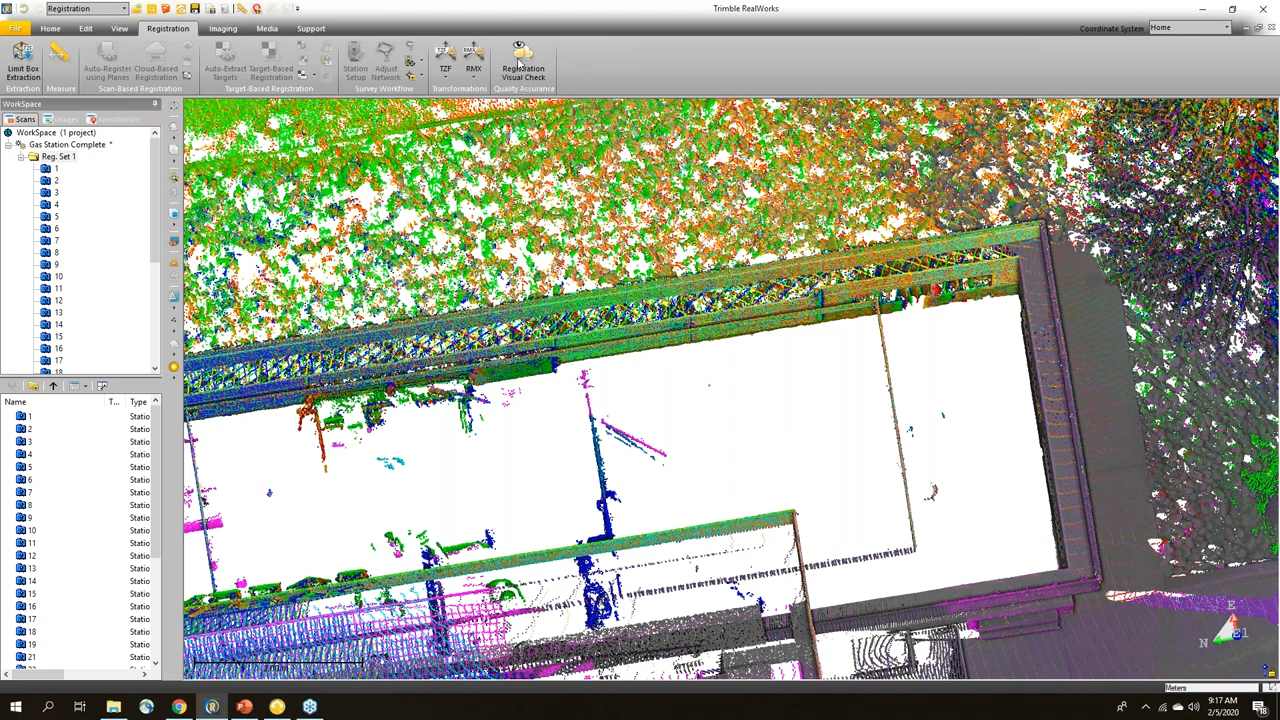 Registration
Trimble RealWorks
File
Home
Edit
View
Registration
Imaging
Media
Support
Coordinate System
Home
Limit Box
Extraction
Auto-Register
using Planes
Cloud-Based
Registration
Auto-Extract
Targets
Target-Based
Registration
Station
Setup
Adjust
Network
TZF
RMX
TZF
RMX
Registration
Visual Check
Extraction
Measure
Scan-Based Registration
Target-Based Registration
Survey Workflow
Transformations
Quality Assurance
WorkSpace
Scans
Images
Annotations
WorkSpace (1 project)
Gas Station Complete *
Reg. Set 1
1
2
3
4
5
6
7
8
9
10
11
12
13
14
15
16
17
18
Name
T...
Type
1 Statio
2 Statio
3 Statio
4 Statio
5 Statio
6 Statio
7 Statio
8 Statio
9 Statio
10 Statio
11 Statio
12 Statio
13 Statio
14 Statio
15 Statio
16 Statio
17 Statio
18 Statio
19 Statio
21 Statio
E
N
Meters
9:17 AM
2/5/2020
18